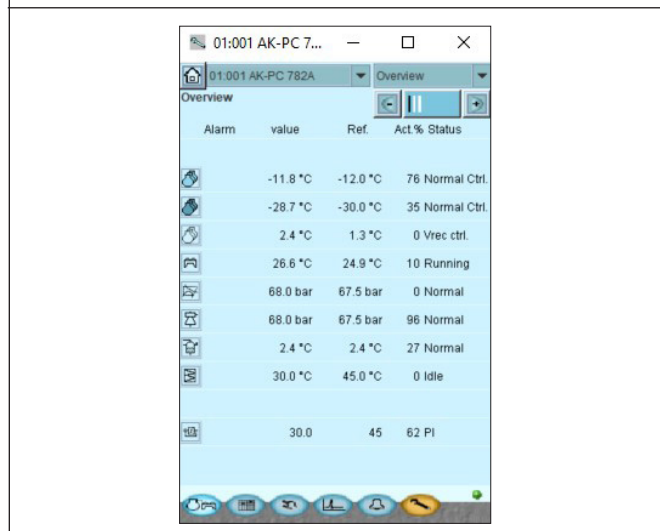 01:001 AK-PC 7...
01:001 AK-PC 782A Overview
Overview
Alarm value Ref. Act.% Status
-11.8 °C -12.0 °C 76 Normal Ctrl.
-28.7 °C -30.0 °C 35 Normal Ctrl.
2.4 °C 1.3 °C 0 Vrec ctrl.
26.6 °C 24.9 °C 10 Running
68.0 bar 67.5 bar 0 Normal
68.0 bar 67.5 bar 96 Normal
2.4 °C 2.4 °C 27 Normal
30.0 °C 45.0 °C 0 Idle
30.0 45 62 PI